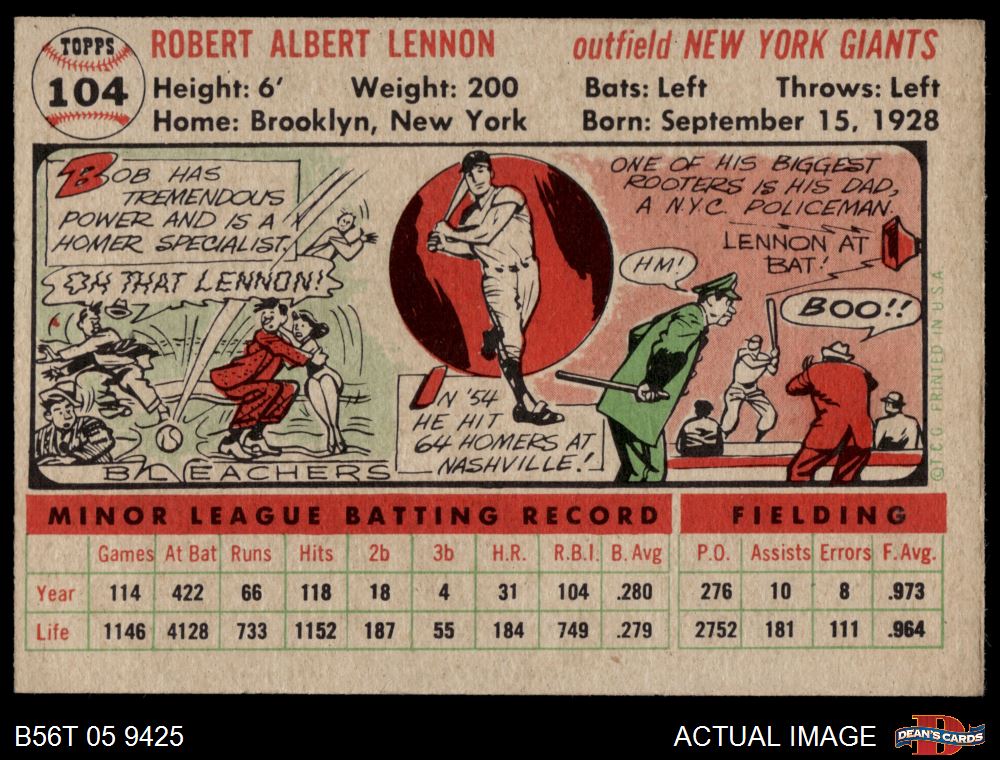 TOPPS
104
ROBERT ALBERT LENNON
outfield NEW YORK GIANTS
Height: 6' Weight: 200 Bats: Left Throws: Left
Home: Brooklyn, New York Born: September 15, 1928
BOB HAS
TREMENDOUS
POWER AND IS A
HOMER SPECIALIST.
OH THAT LENNON!
BLEACHERS
IN '54
HE HIT
64 HOMERS AT
NASHVILLE!
ONE OF HIS BIGGEST
ROOTERS IS HIS DAD,
A N.Y.C. POLICEMAN.
LENNON AT
BAT!
HM!
BOO!!
©T.C.G. PRINTED IN U.S.A.
MINOR LEAGUE BATTING RECORD FIELDING
Games At Bat Runs Hits 2b 3b H.R. R.B.I. B. Avg P.O. Assists Errors F. Avg.
Year 114 422 66 118 18 4 31 104 .280 276 10 8 .973
Life 1146 4128 733 1152 187 55 184 749 .279 2752 181 111 .964
B56T 05 9425 ACTUAL IMAGE
DEAN'S CARDS